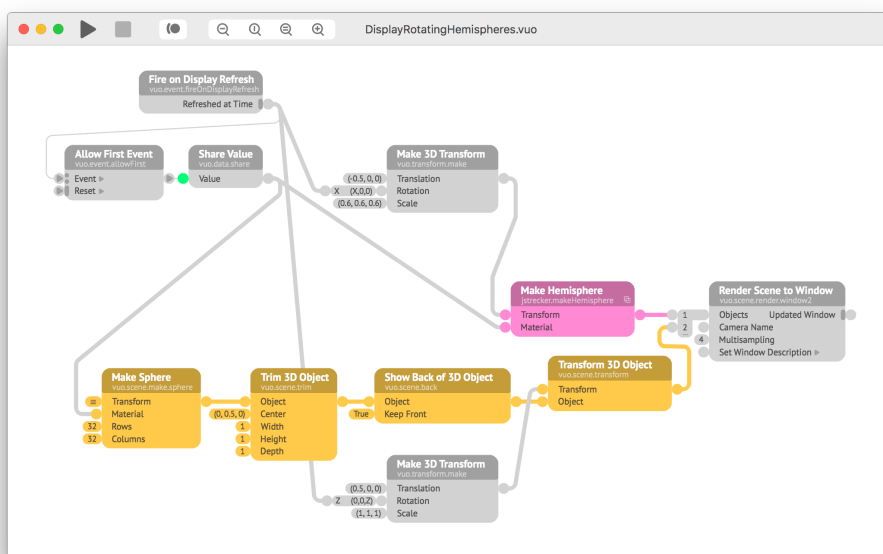 DisplayRotatingHemispheres.vuo
Fire on Display Refresh
vuo.event.fireOnDisplayRefresh
Refreshed at Time
Allow First Event
vuo.event.allowFirst
Event
Reset
Share Value
vuo.data.share
Value
Make 3D Transform
vuo.transform.make
(-0.5, 0, 0) Translation
X (X,0,0) Rotation
(0.6, 0.6, 0.6) Scale
Make Hemisphere
jstrecker.makeHemisphere
Transform
Material
Render Scene to Window
vuo.scene.render.window2
1 Objects Updated Window
2 Camera Name
4 Multisampling
Set Window Description
Make Sphere
vuo.scene.make.sphere
= Transform
Material
32 Rows
32 Columns
Trim 3D Object
vuo.scene.trim
Object
(0, 0.5, 0) Center
1 Width
1 Height
1 Depth
Show Back of 3D Object
vuo.scene.back
Object
True Keep Front
Transform 3D Object
vuo.scene.transform
Transform
Object
Make 3D Transform
vuo.transform.make
(0.5, 0, 0) Translation
Z (0,0,Z) Rotation
(1, 1, 1) Scale